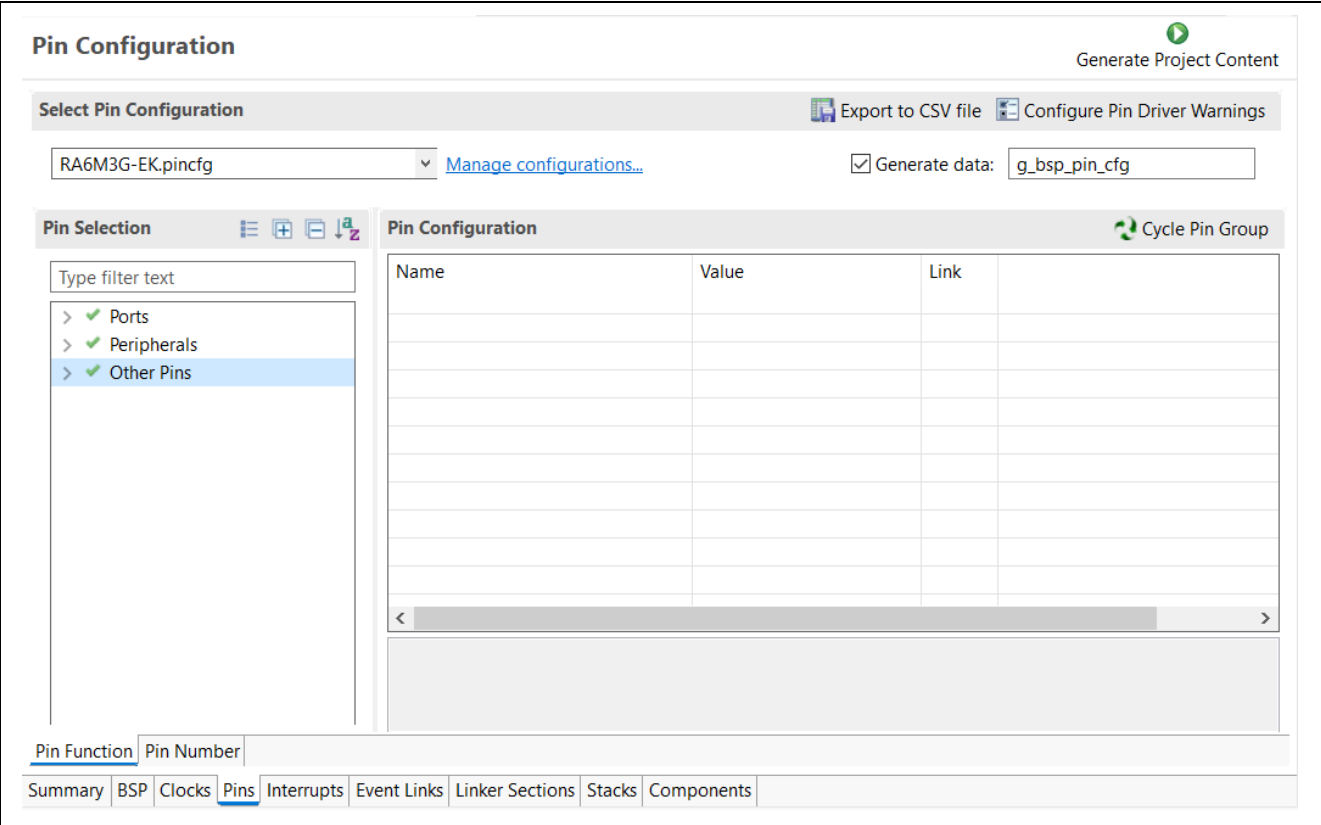 Pin Configuration
Generate Project Content
Select Pin Configuration
Export to CSV file
Configure Pin Driver Warnings
RA6M3G-EK.pincfg
Manage configurations...
Generate data:
g_bsp_pin_cfg
Pin Selection
Pin Configuration
Cycle Pin Group
Type filter text
Name Value Link
Ports
Peripherals
Other Pins
Pin Function Pin Number
Summary BSP Clocks Pins Interrupts Event Links Linker Sections Stacks Components